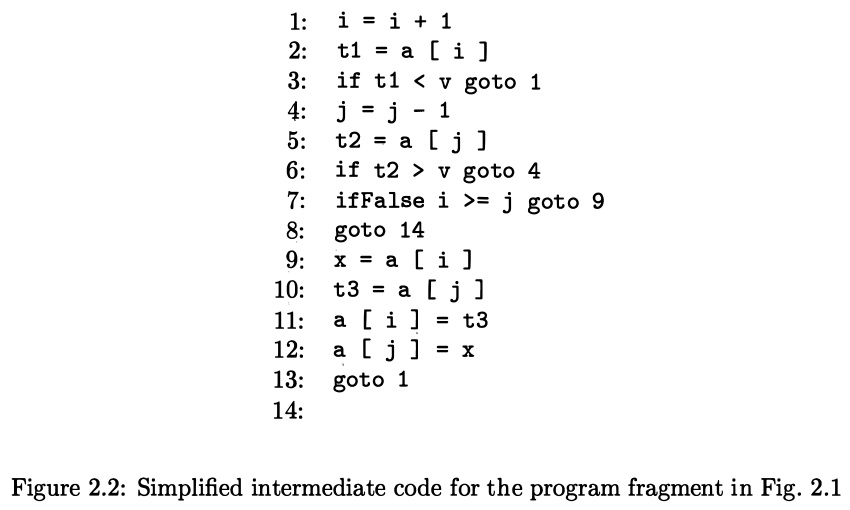 1: i = i + 1
2: t1 = a [ i ]
3: if t1 < v goto 1
4: j = j - 1
5: t2 = a [ j ]
6: if t2 > v goto 4
7: ifFalse i >= j goto 9
8: goto 14
9: x = a [ i ]
10: t3 = a [ j ]
11: a [ i ] = t3
12: a [ j ] = x
13: goto 1
14:
Figure 2.2: Simplified intermediate code for the program fragment in Fig. 2.1